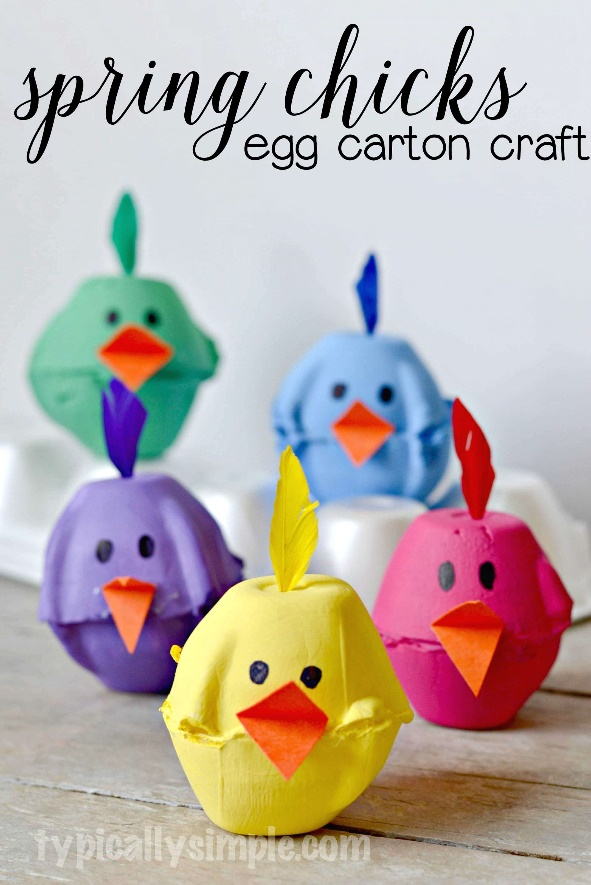 spring chicks
egg carton craft
typicallysimple.com